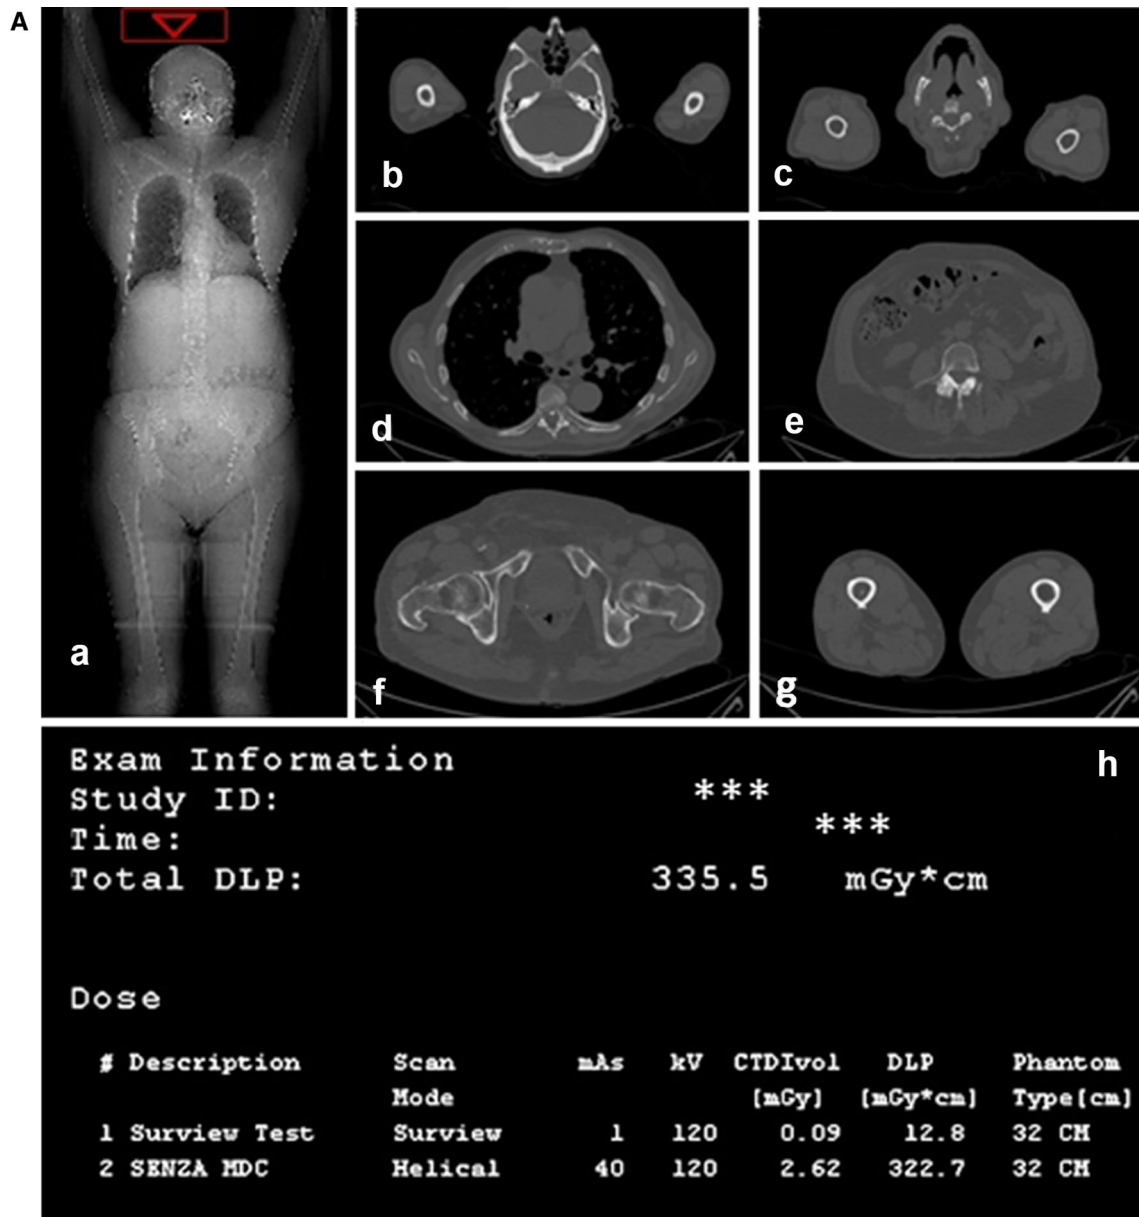 A
a
b
c
d
e
f
g
h
Exam Information
Study ID: ***
Time: ***
Total DLP: 335.5 mGy*cm
Dose
# Description Scan mAs kV CTDIvol DLP Phantom
Mode [mGy] [mGy*cm] Type[cm]
1 Surview Test Surview 1 120 0.09 12.8 32 CM
2 SENZA MDC Helical 40 120 2.62 322.7 32 CM